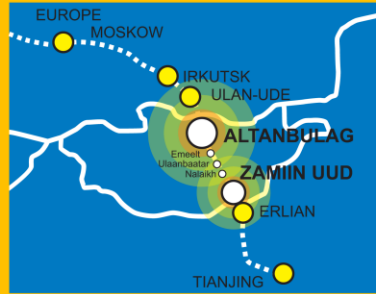 EUROPE
MOSKOW
IRKUTSK
ULAN-UDE
ALTANBULAG
Emeelt
Ulaanbaatar
Nalaikh
ZAMIIN UUD
ERLIAN
TIANJING